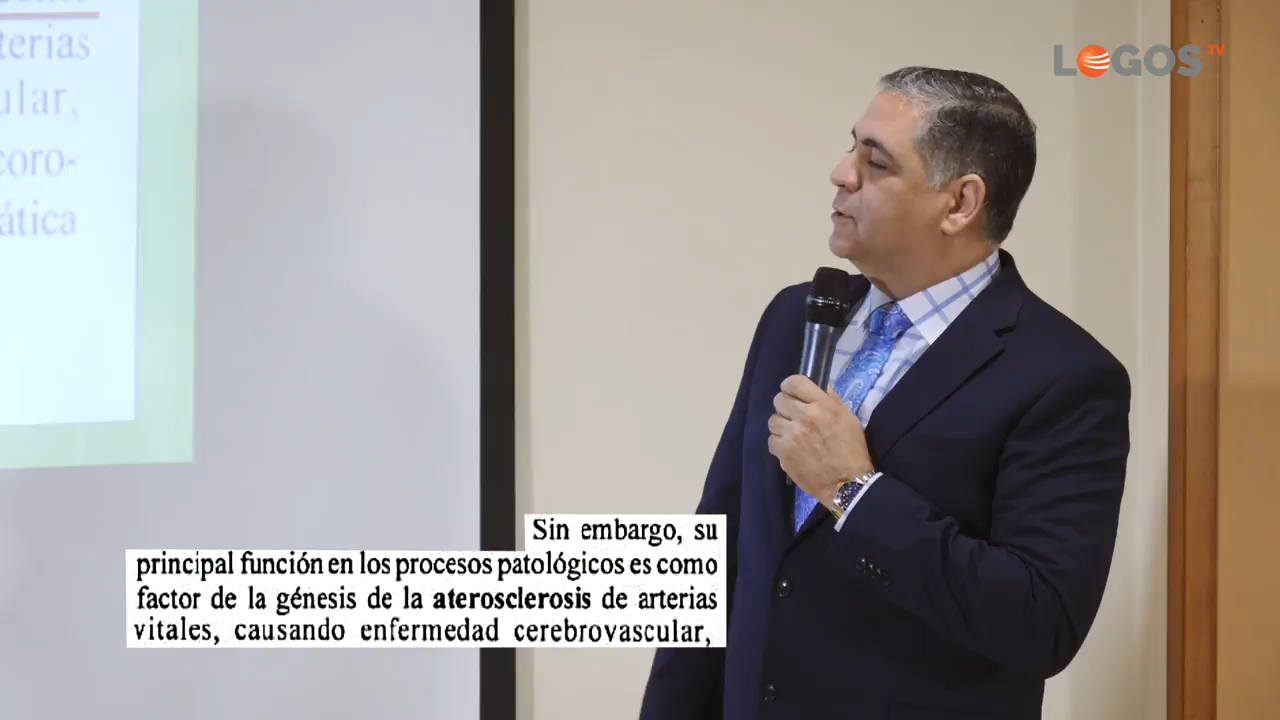 LOGOS TV
terias
ular,
coro-
ática
Sin embargo, su
principal función en los procesos patológicos es como
factor de la génesis de la aterosclerosis de arterias
vitales, causando enfermedad cerebrovascular,